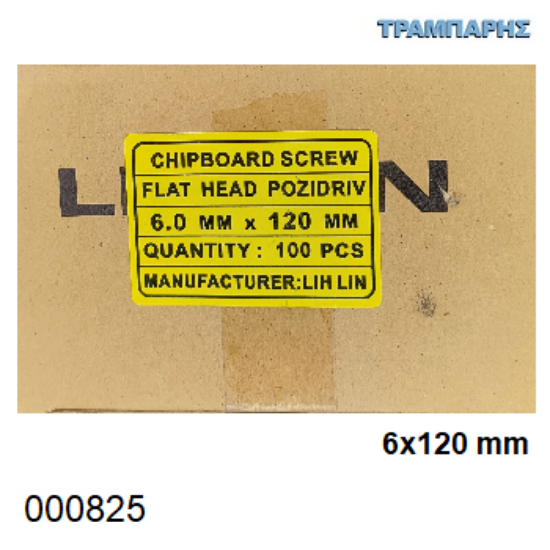 ΤΡΑΜΠΑΡΗΣ
CHIPBOARD SCREW
FLAT HEAD POZIDRIV
6.0 MM x 120 MM
QUANTITY : 100 PCS
MANUFACTURER:LIH LIN
6x120 mm
000825